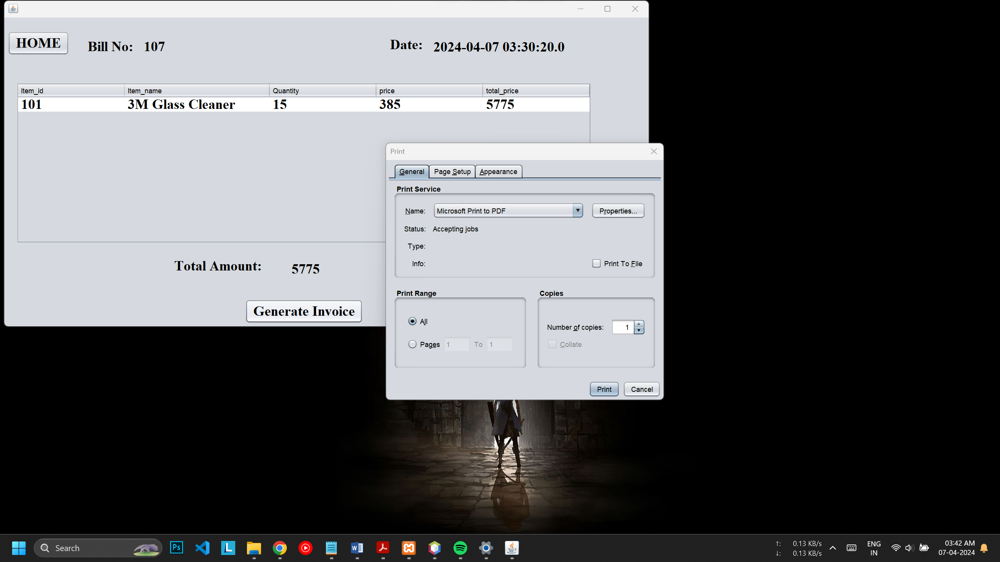 HOME
Bill No: 107
Date: 2024-04-07 03:30:20.0
Item_id Item_name Quantity price total_price
101 3M Glass Cleaner 15 385 5775
Total Amount: 5775
Generate Invoice
Print
General Page Setup Appearance
Print Service
Name: Microsoft Print to PDF Properties...
Status: Accepting jobs
Type:
Info: Print To File
Print Range
All
Pages 1 To 1
Copies
Number of copies: 1
Collate
Print Cancel
Search
Ps
L
W
↑: 0.13 KB/s
↓: 0.13 KB/s
ENG
IN
03:42 AM
07-04-2024